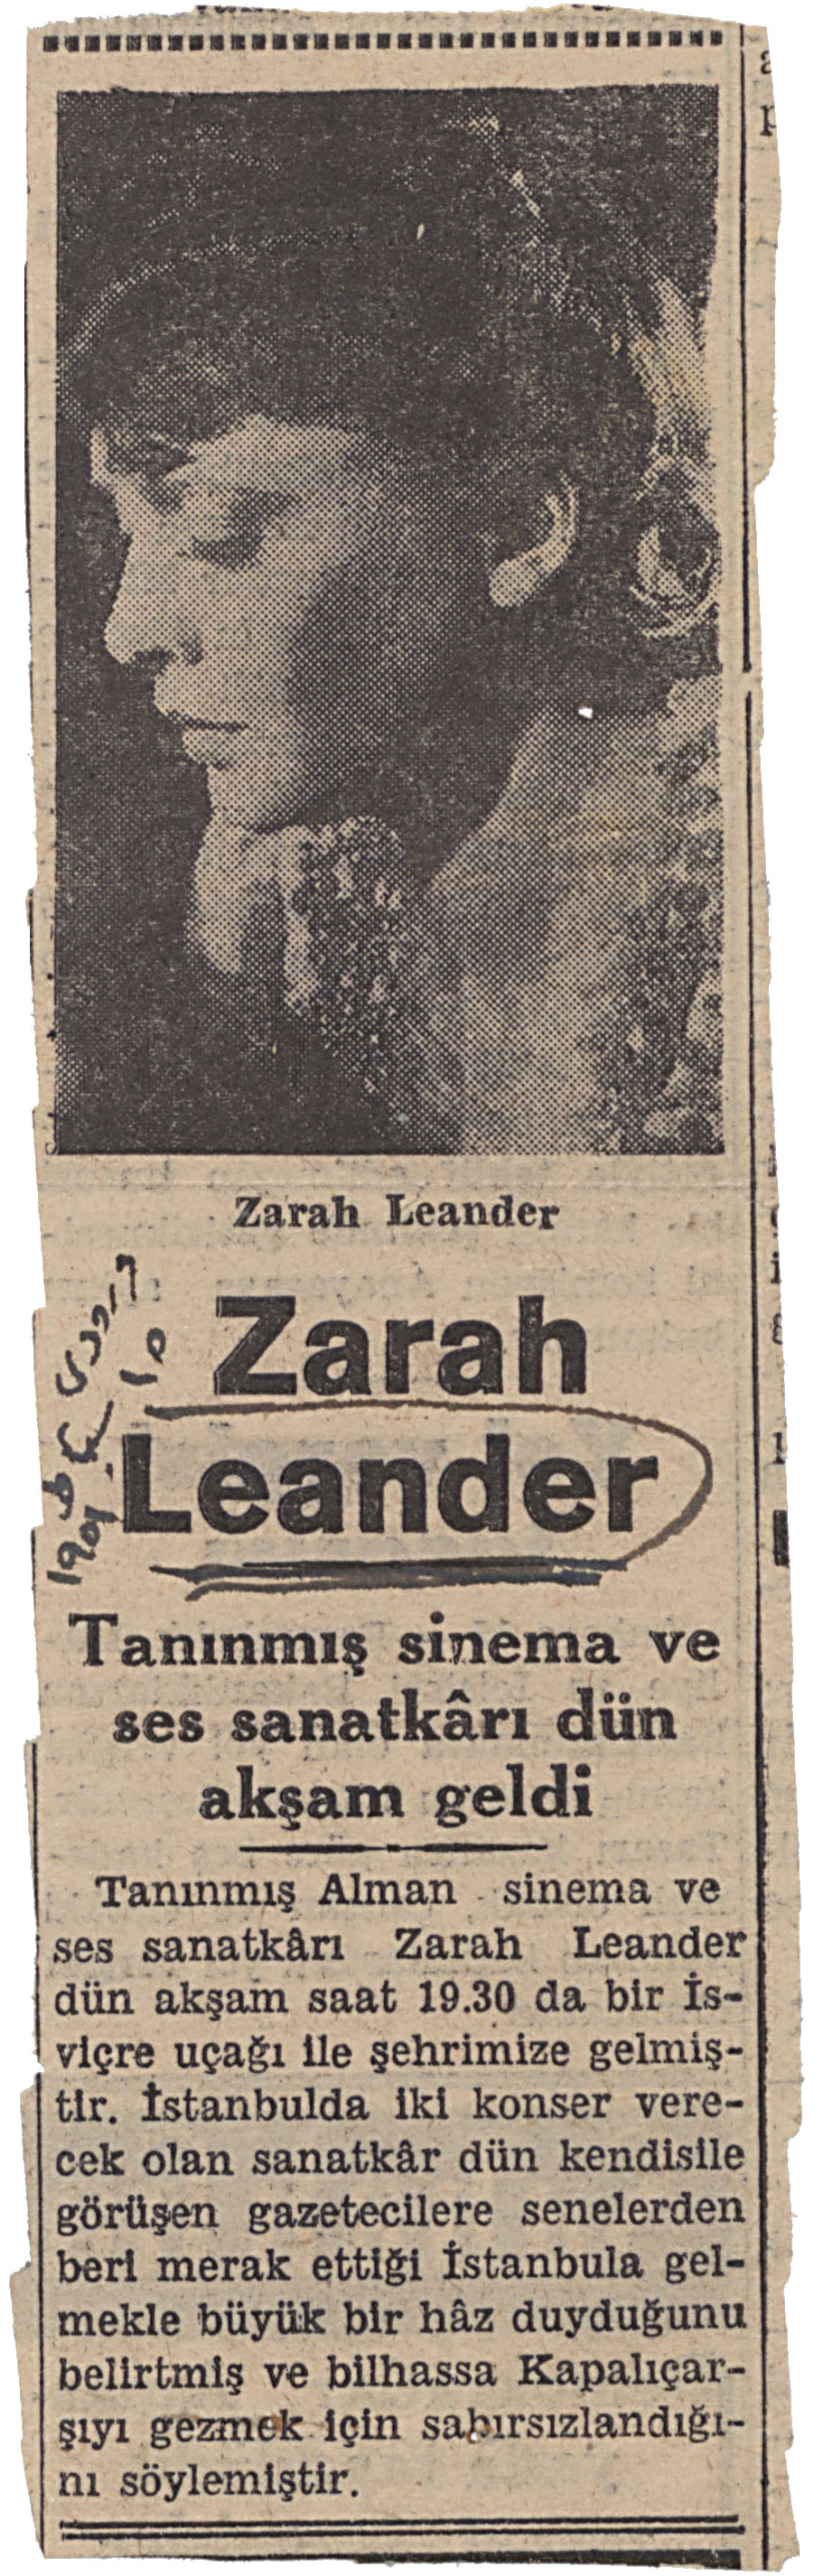 Zarah Leander
Zarah
Leander
Tanınmış sinema ve
ses sanatkârı dün
akşam geldi
Tanınmış Alman sinema ve
ses sanatkârı Zarah Leander
dün akşam saat 19.30 da bir İs-
viçre uçağı ile şehrimize gelmiş-
tir. İstanbulda iki konser vere-
cek olan sanatkâr dün kendisile
görüşen gazetecilere senelerden
beri merak ettiği İstanbula gel-
mekle büyük bir hâz duyduğunu
belirtmiş ve bilhassa Kapalıçar-
şıyı gezmek için sabırsızlandığı-
nı söylemiştir.